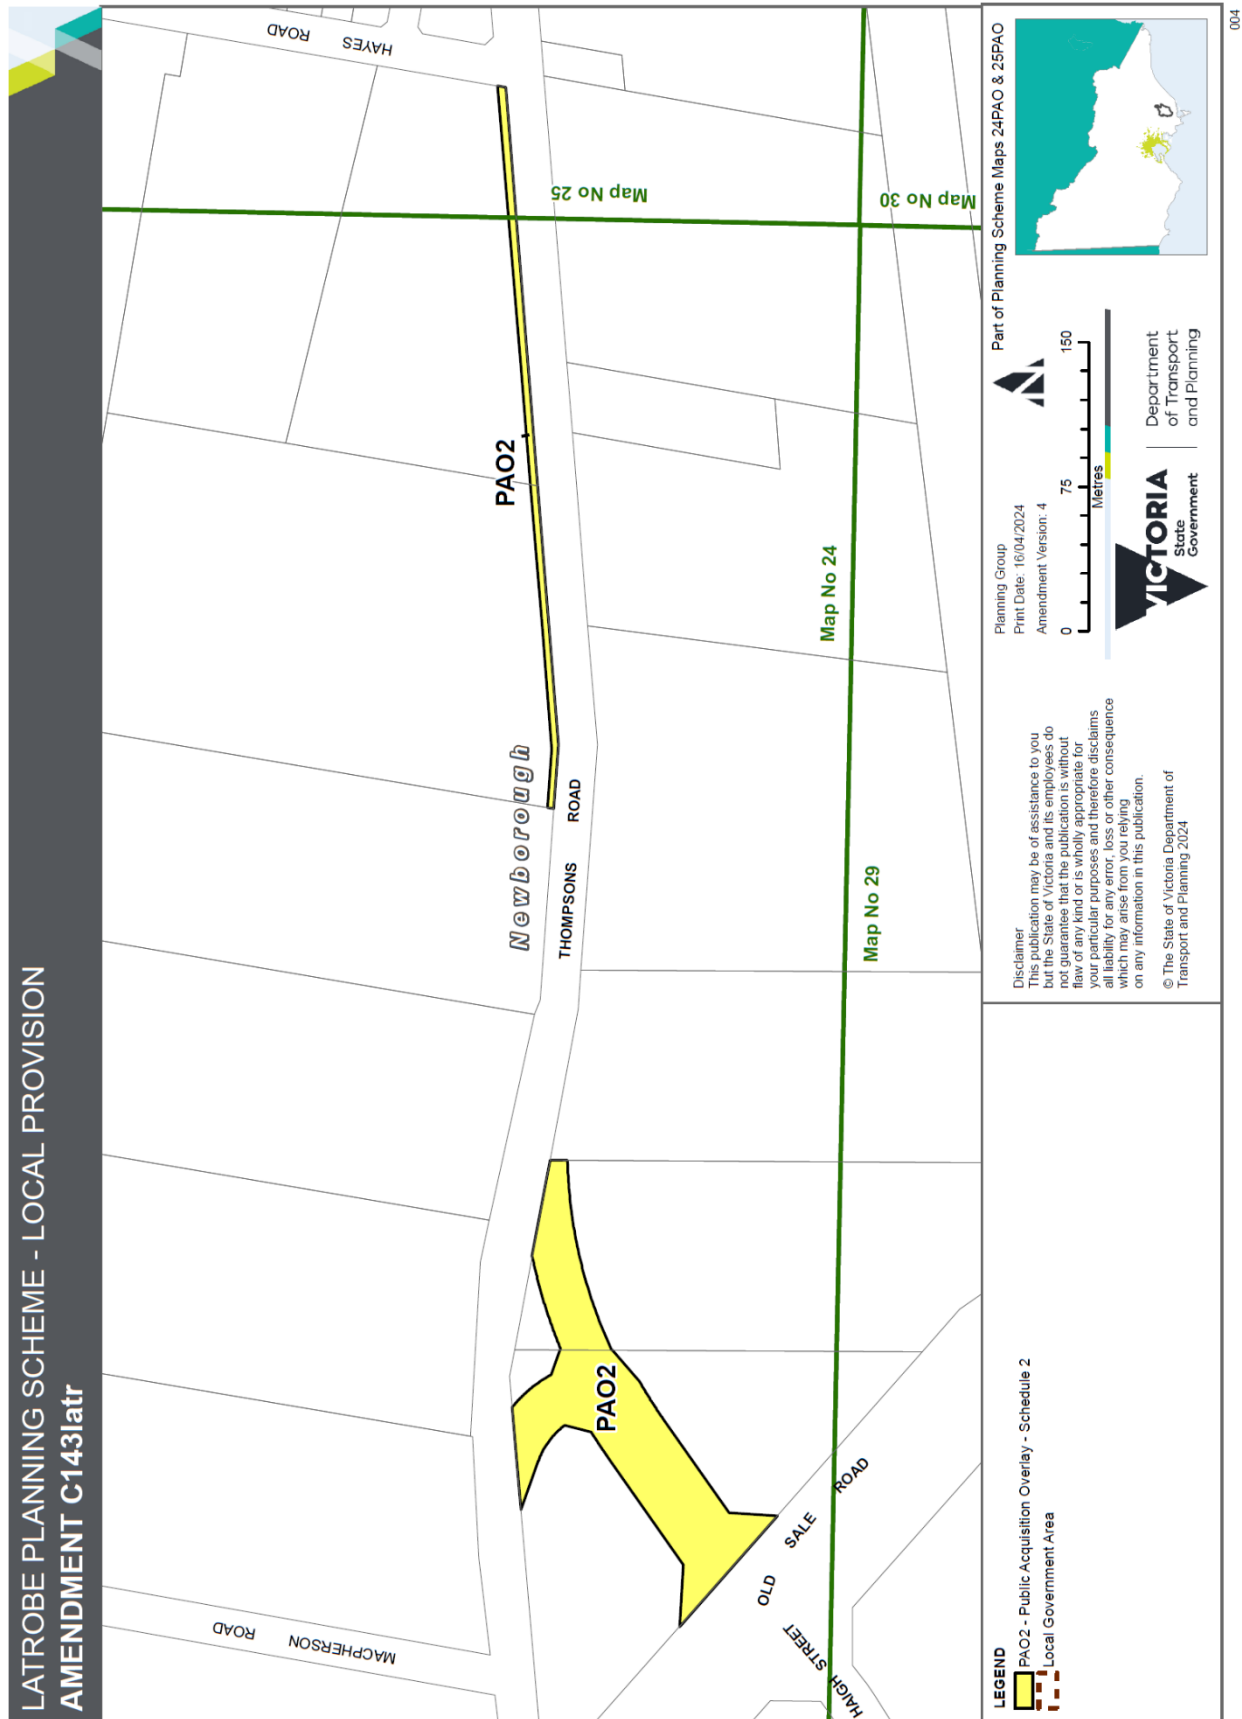 LATROBE PLANNING SCHEME - LOCAL PROVISION
AMENDMENT C143latr
MACPHERSON ROAD
HAYES ROAD
Newborough
THOMPSONS ROAD
PAO2
PAO2
OLD SALE ROAD
HAIGH STREET
Map No 29
Map No 24
Map No 25
Map No 30
LEGEND
PAO2 - Public Acquisition Overlay - Schedule 2
Local Government Area
Disclaimer
This publication may be of assistance to you
but the State of Victoria and its employees do
not guarantee that the publication is without
flaw of any kind or is wholly appropriate for
your particular purposes and therefore disclaims
all liability for any error, loss or other consequence
which may arise from you relying
on any information in this publication.
© The State of Victoria Department of
Transport and Planning 2024
Planning Group
Print Date: 16/04/2024
Amendment Version: 4
0 75 150
Metres
VICTORIA
State
Government
Department
of Transport
and Planning
Part of Planning Scheme Maps 24PAO & 25PAO
004